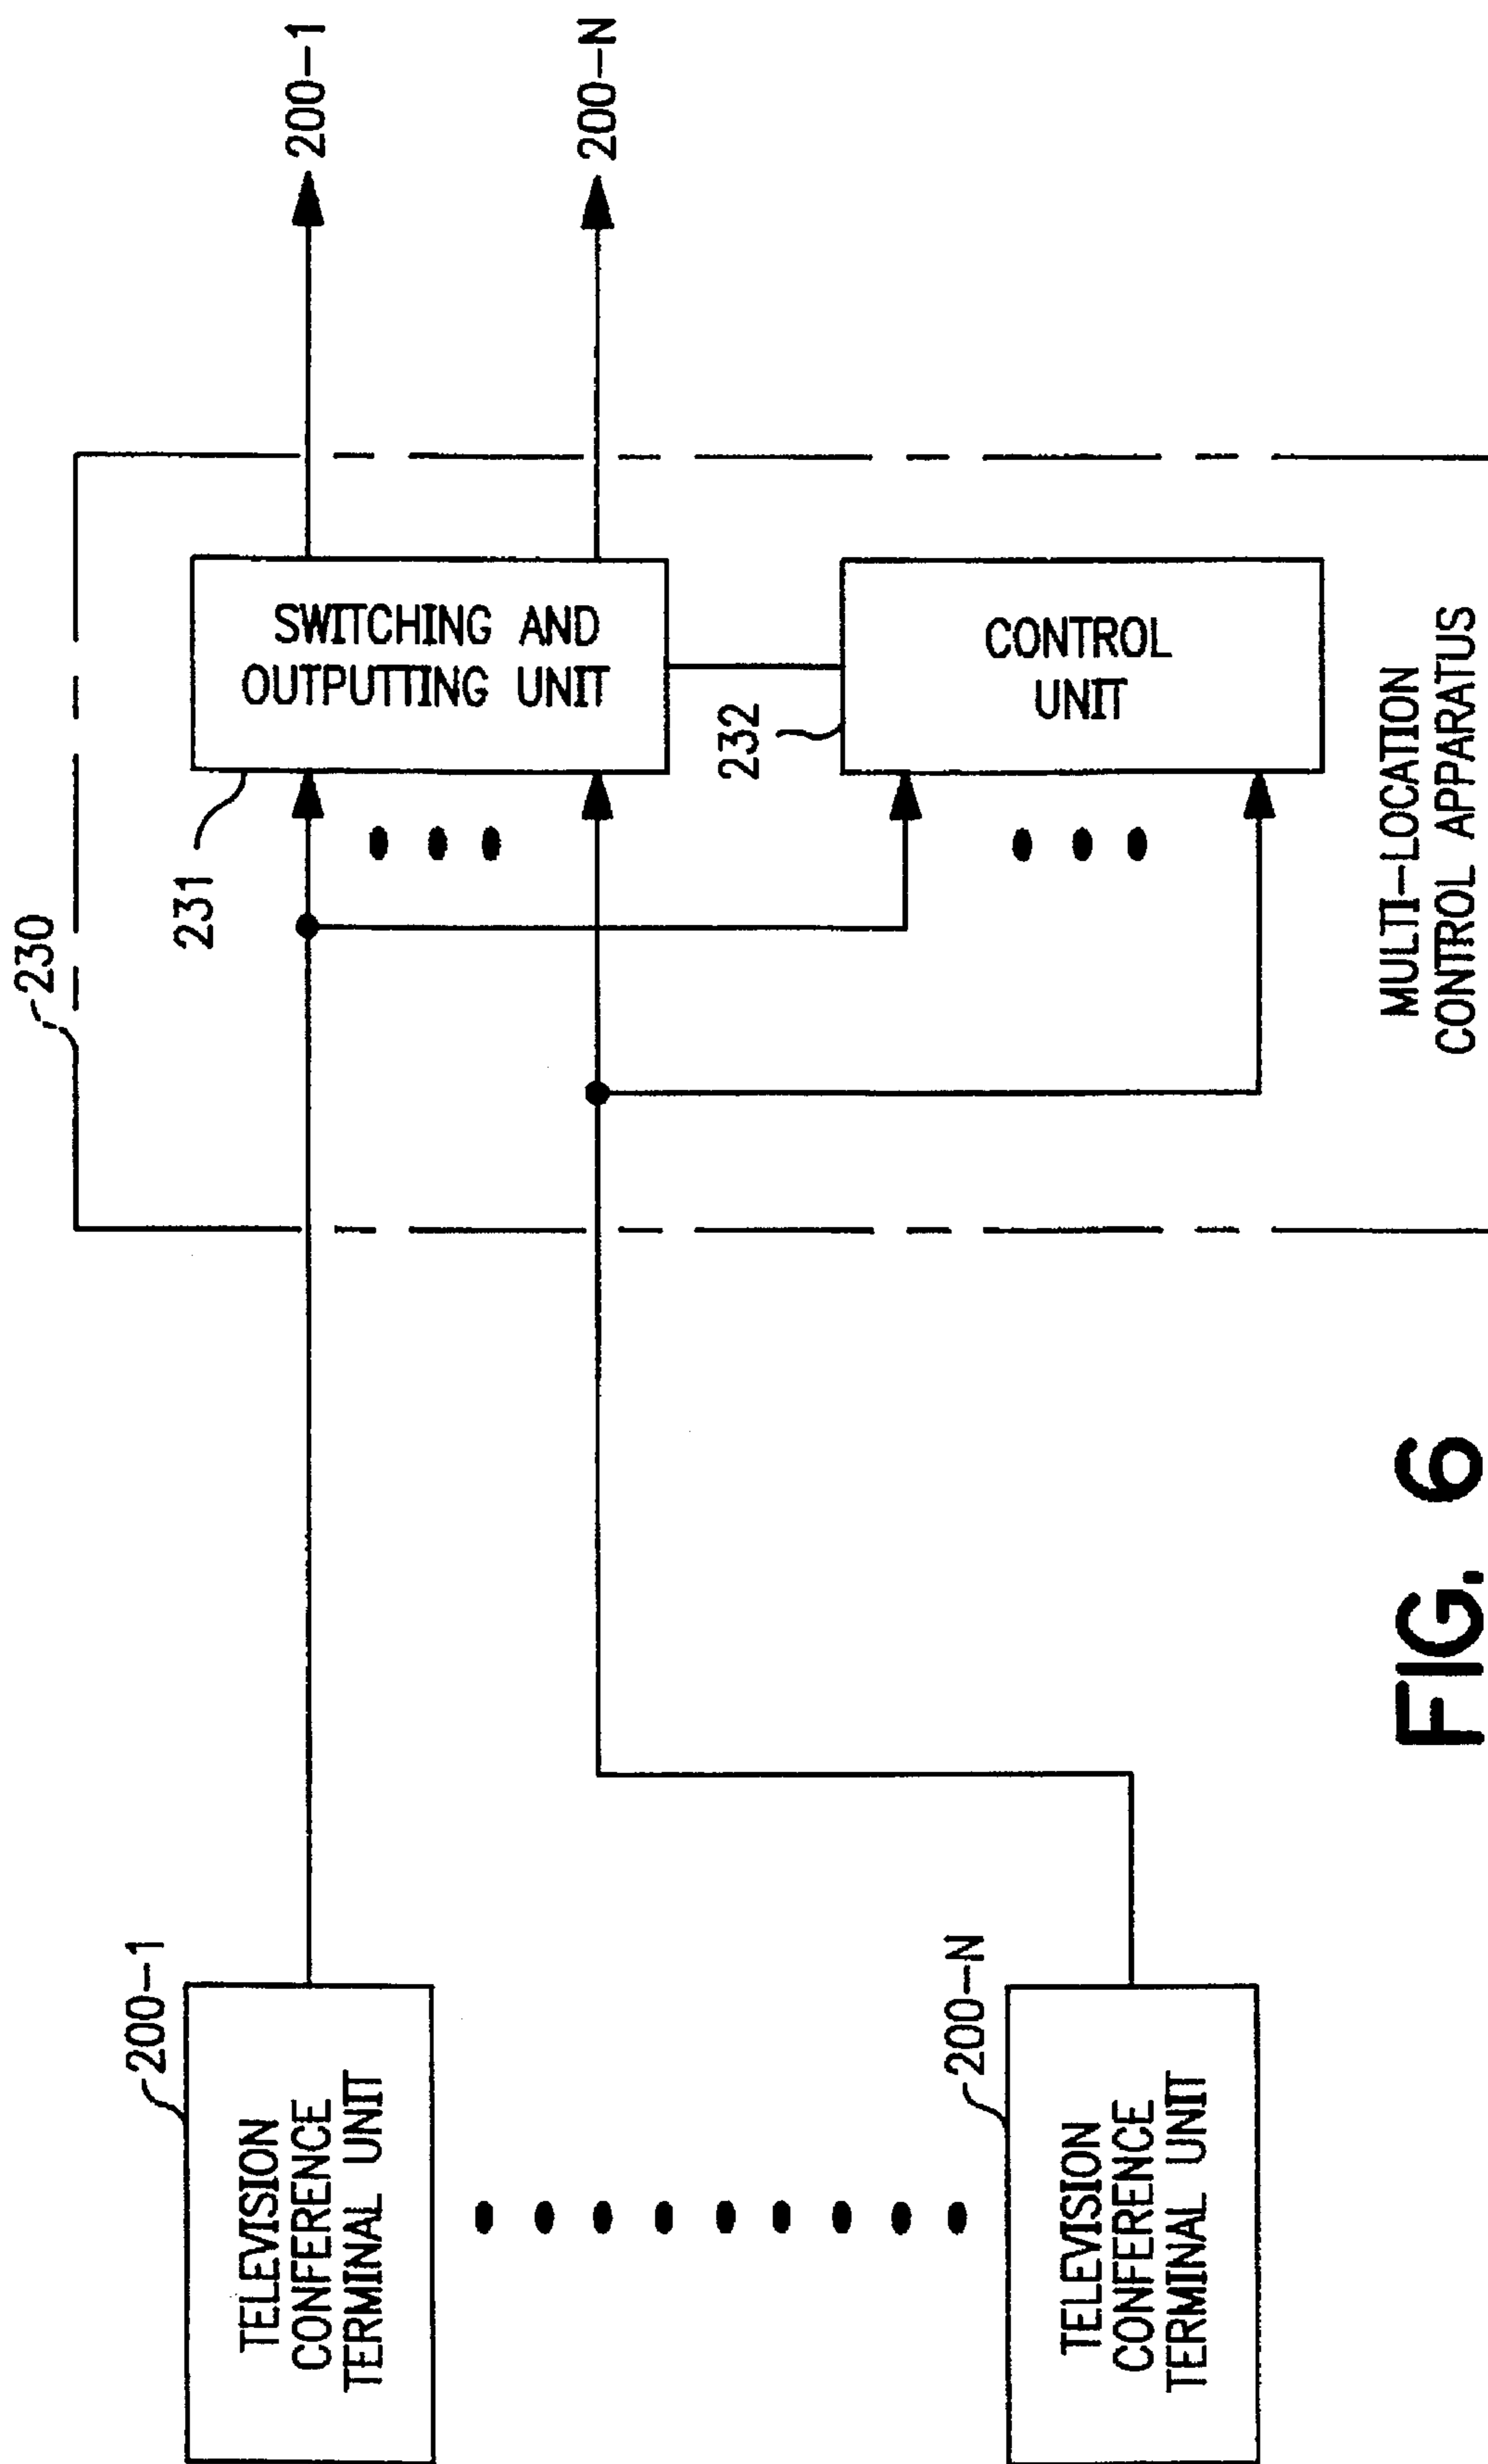 230
200-1
TELEVISION
CONFERENCE
TERMINAL UNIT
231
SWITCHING AND
OUTPUTTING UNIT
200-1
200-N
232
CONTROL
UNIT
200-N
TELEVISION
CONFERENCE
TERMINAL UNIT
MULTI-LOCATION
CONTROL APPARATUS
FIG. 6